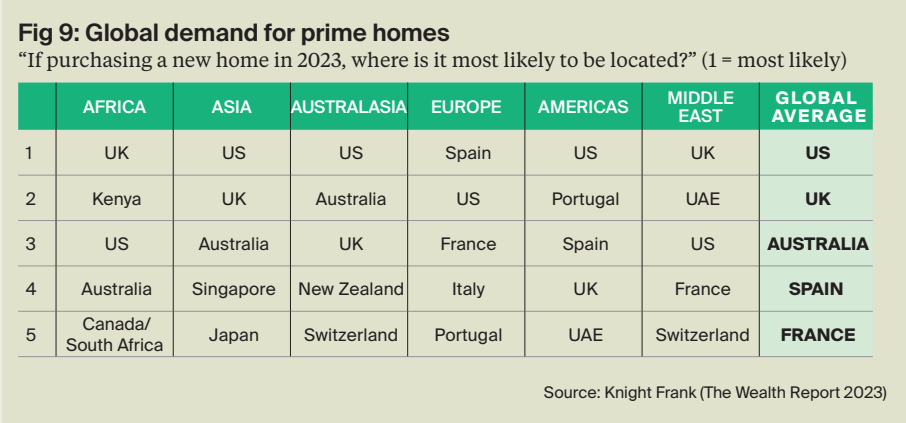 Fig 9: Global demand for prime homes
“If purchasing a new home in 2023, where is it most likely to be located?” (1 = most likely)
AFRICA ASIA AUSTRALASIA EUROPE AMERICAS MIDDLE EAST GLOBAL AVERAGE
1 UK US US Spain US UK US
2 Kenya UK Australia US Portugal UAE UK
3 US Australia UK France Spain US AUSTRALIA
4 Australia Singapore New Zealand Italy UK France SPAIN
5 Canada/ South Africa Japan Switzerland Portugal UAE Switzerland FRANCE
Source: Knight Frank (The Wealth Report 2023)